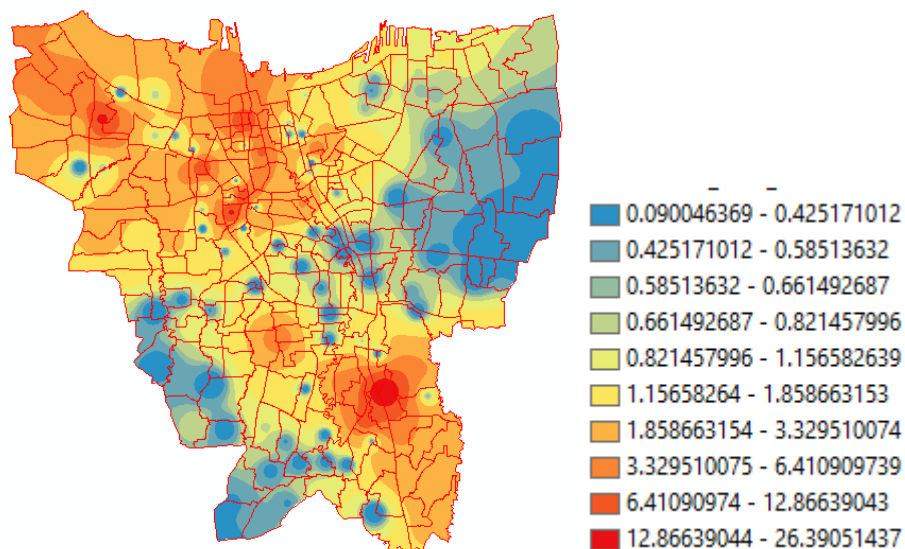 0.090046369 - 0.425171012
0.425171012 - 0.58513632
0.58513632 - 0.661492687
0.661492687 - 0.821457996
0.821457996 - 1.156582639
1.15658264 - 1.858663153
1.858663154 - 3.329510074
3.329510075 - 6.410909739
6.41090974 - 12.86639043
12.86639044 - 26.39051437